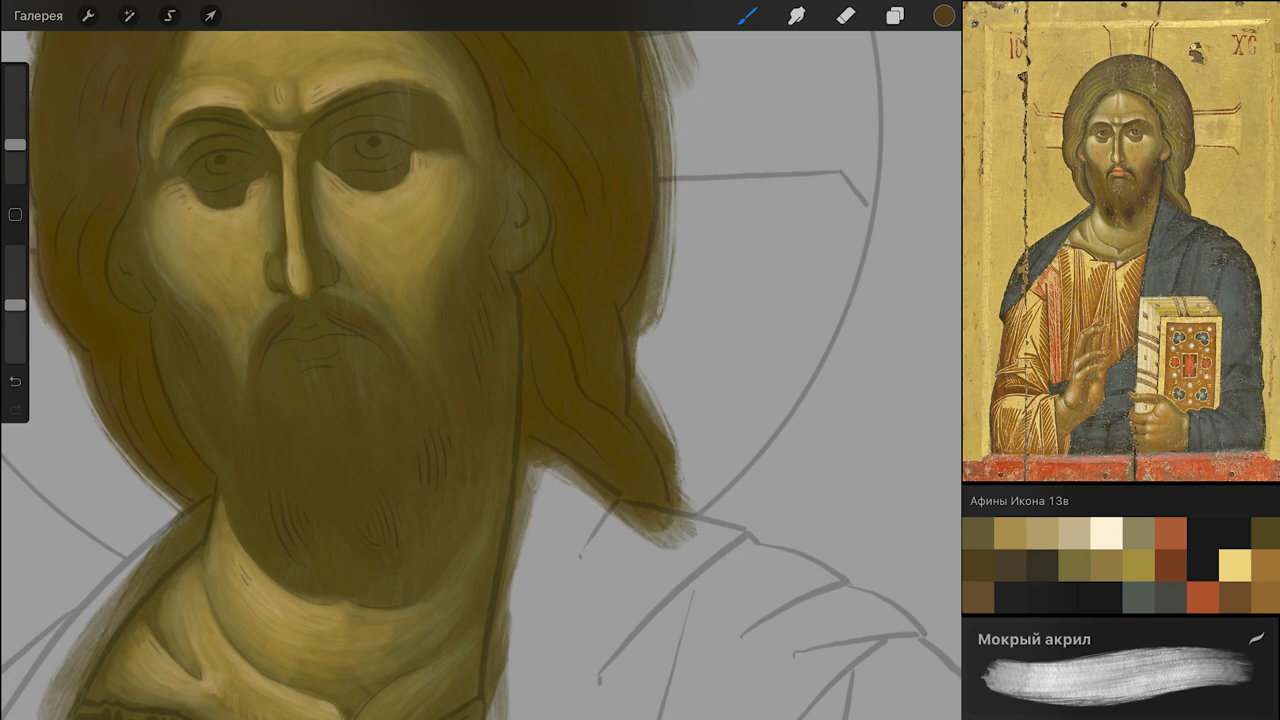 Галерея
IC
XC
Афины Икона 13в
Мокрый акрил